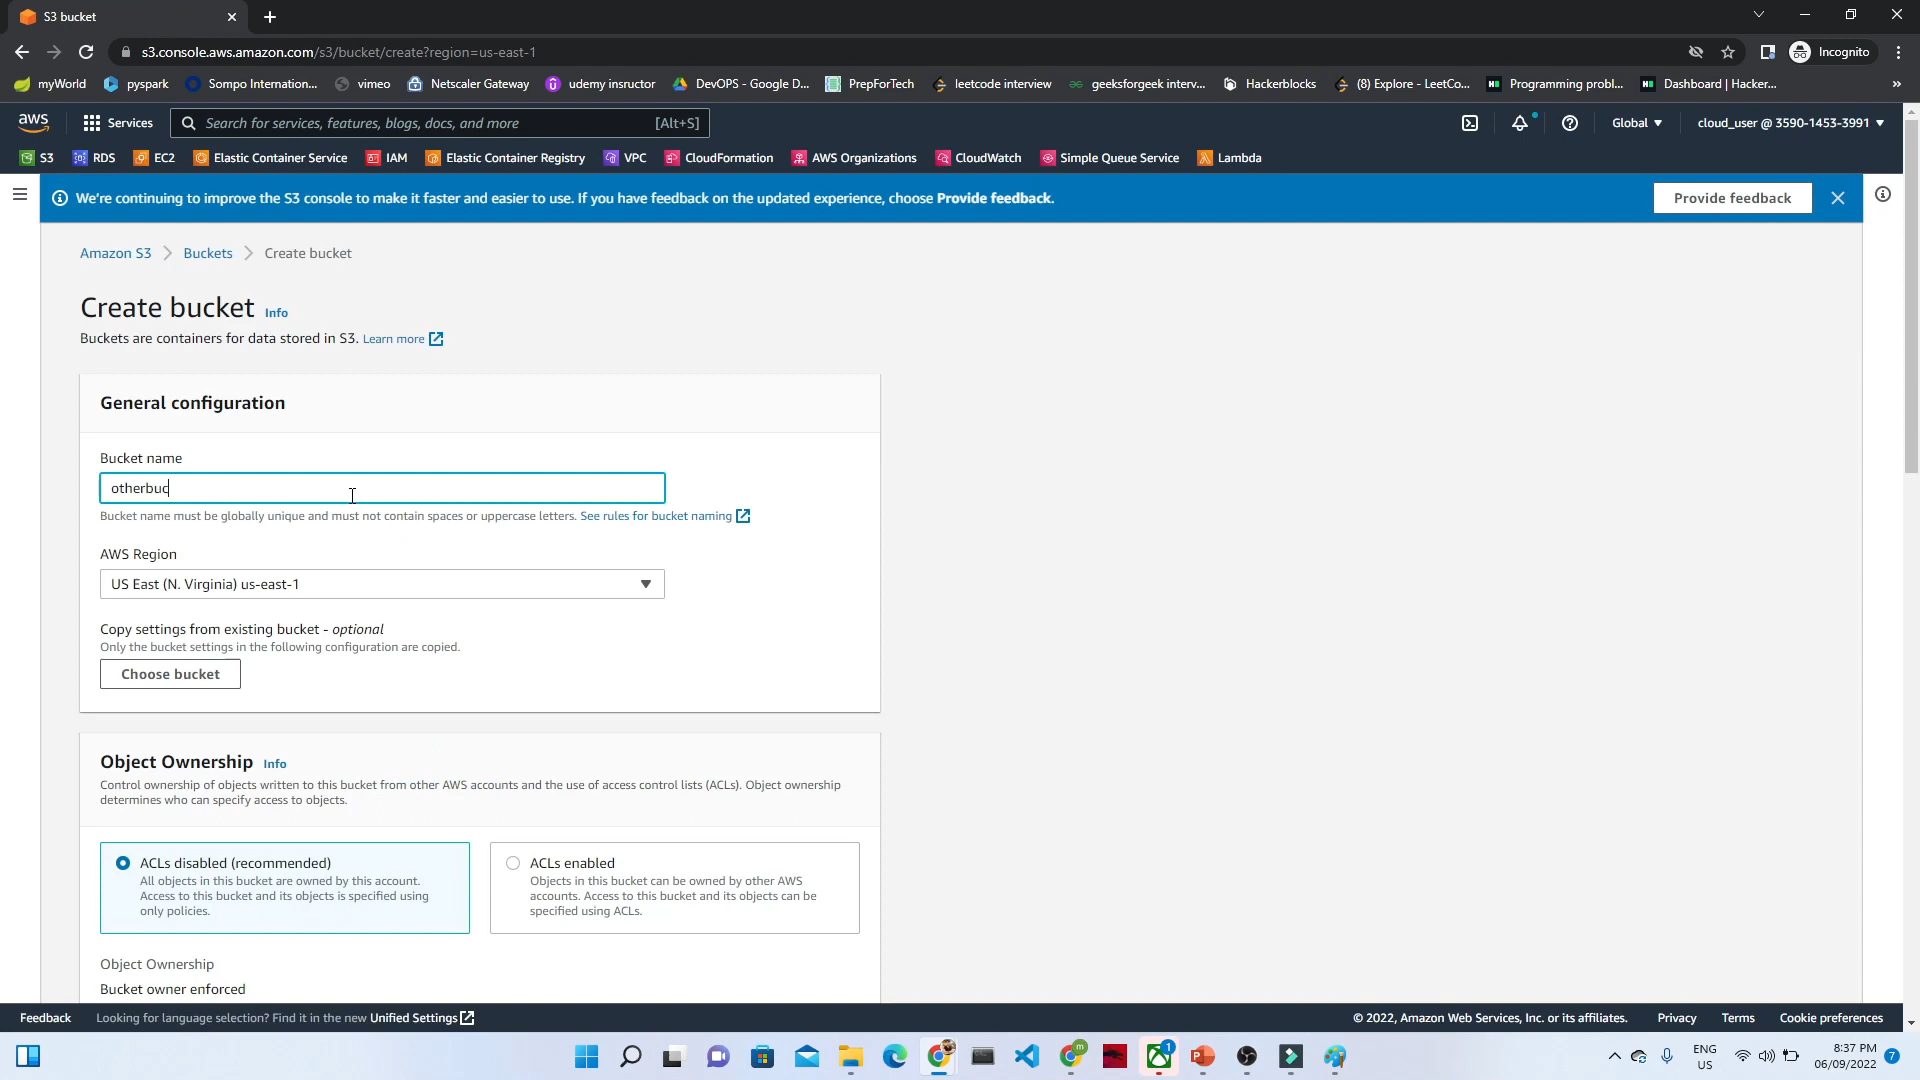 S3 bucket
s3.console.aws.amazon.com/s3/bucket/create?region=us-east-1
Incognito
myWorld pyspark Sompo Internation... vimeo Netscaler Gateway udemy insructor DevOPS - Google D... PrepForTech leetcode interview geeksforgeek interv... Hackerblocks (8) Explore - LeetCo... Programming probl... Dashboard | Hacker... »
aws Services Search for services, features, blogs, docs, and more [Alt+S] Global cloud_user @ 3590-1453-3991
S3 RDS EC2 Elastic Container Service IAM Elastic Container Registry VPC CloudFormation AWS Organizations CloudWatch Simple Queue Service Lambda
We're continuing to improve the S3 console to make it faster and easier to use. If you have feedback on the updated experience, choose Provide feedback. Provide feedback
Amazon S3 Buckets Create bucket
Create bucket Info
Buckets are containers for data stored in S3. Learn more
General configuration
Bucket name
otherbuc
Bucket name must be globally unique and must not contain spaces or uppercase letters. See rules for bucket naming
AWS Region
US East (N. Virginia) us-east-1
Copy settings from existing bucket - optional
Only the bucket settings in the following configuration are copied.
Choose bucket
Object Ownership Info
Control ownership of objects written to this bucket from other AWS accounts and the use of access control lists (ACLs). Object ownership
determines who can specify access to objects.
ACLs disabled (recommended)
All objects in this bucket are owned by this account.
Access to this bucket and its objects is specified using
only policies.
ACLs enabled
Objects in this bucket can be owned by other AWS
accounts. Access to this bucket and its objects can be
specified using ACLs.
Object Ownership
Bucket owner enforced
Feedback Looking for language selection? Find it in the new Unified Settings © 2022, Amazon Web Services, Inc. or its affiliates. Privacy Terms Cookie preferences
m 1
ENG
US
8:37 PM
06/09/2022
7